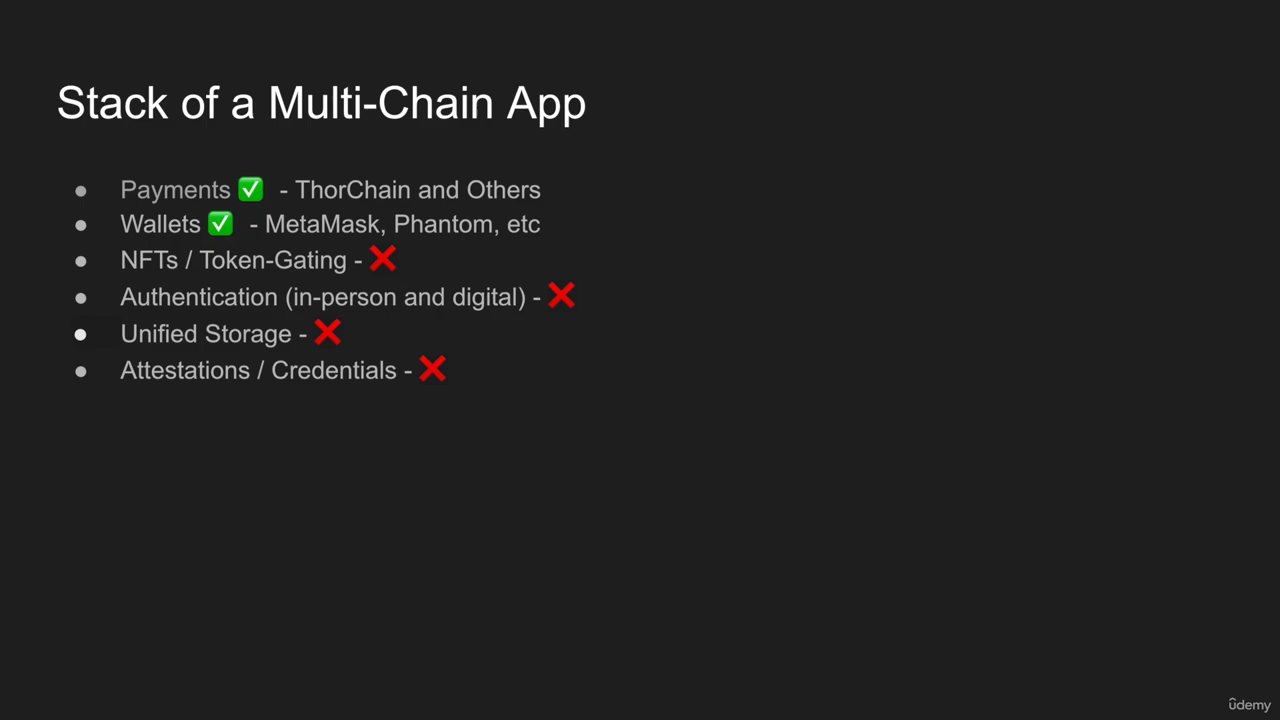 Stack of a Multi-Chain App
● Payments ✅ - ThorChain and Others
● Wallets ✅ - MetaMask, Phantom, etc
● NFTs / Token-Gating - ❌
● Authentication (in-person and digital) - ❌
● Unified Storage - ❌
● Attestations / Credentials - ❌
ûdemy